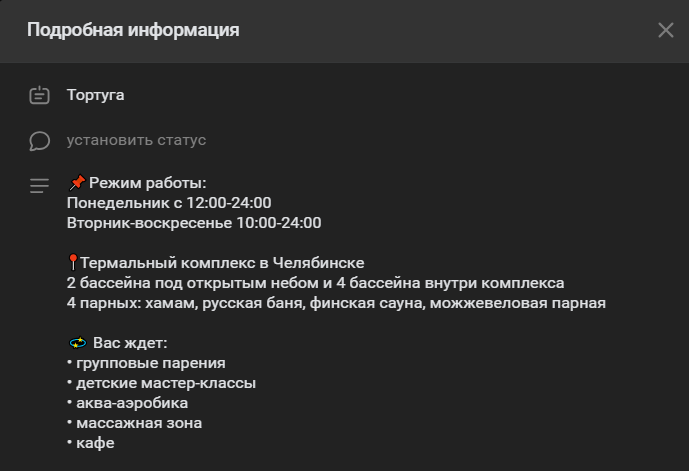 Подробная информация
Тортуга
установить статус
📌 Режим работы:
Понедельник с 12:00-24:00
Вторник-воскресенье 10:00-24:00
📍Термальный комплекс в Челябинске
2 бассейна под открытым небом и 4 бассейна внутри комплекса
4 парных: хамам, русская баня, финская сауна, можжевеловая парная
💫 Вас ждет:
• групповые парения
• детские мастер-классы
• аква-аэробика
• массажная зона
• кафе